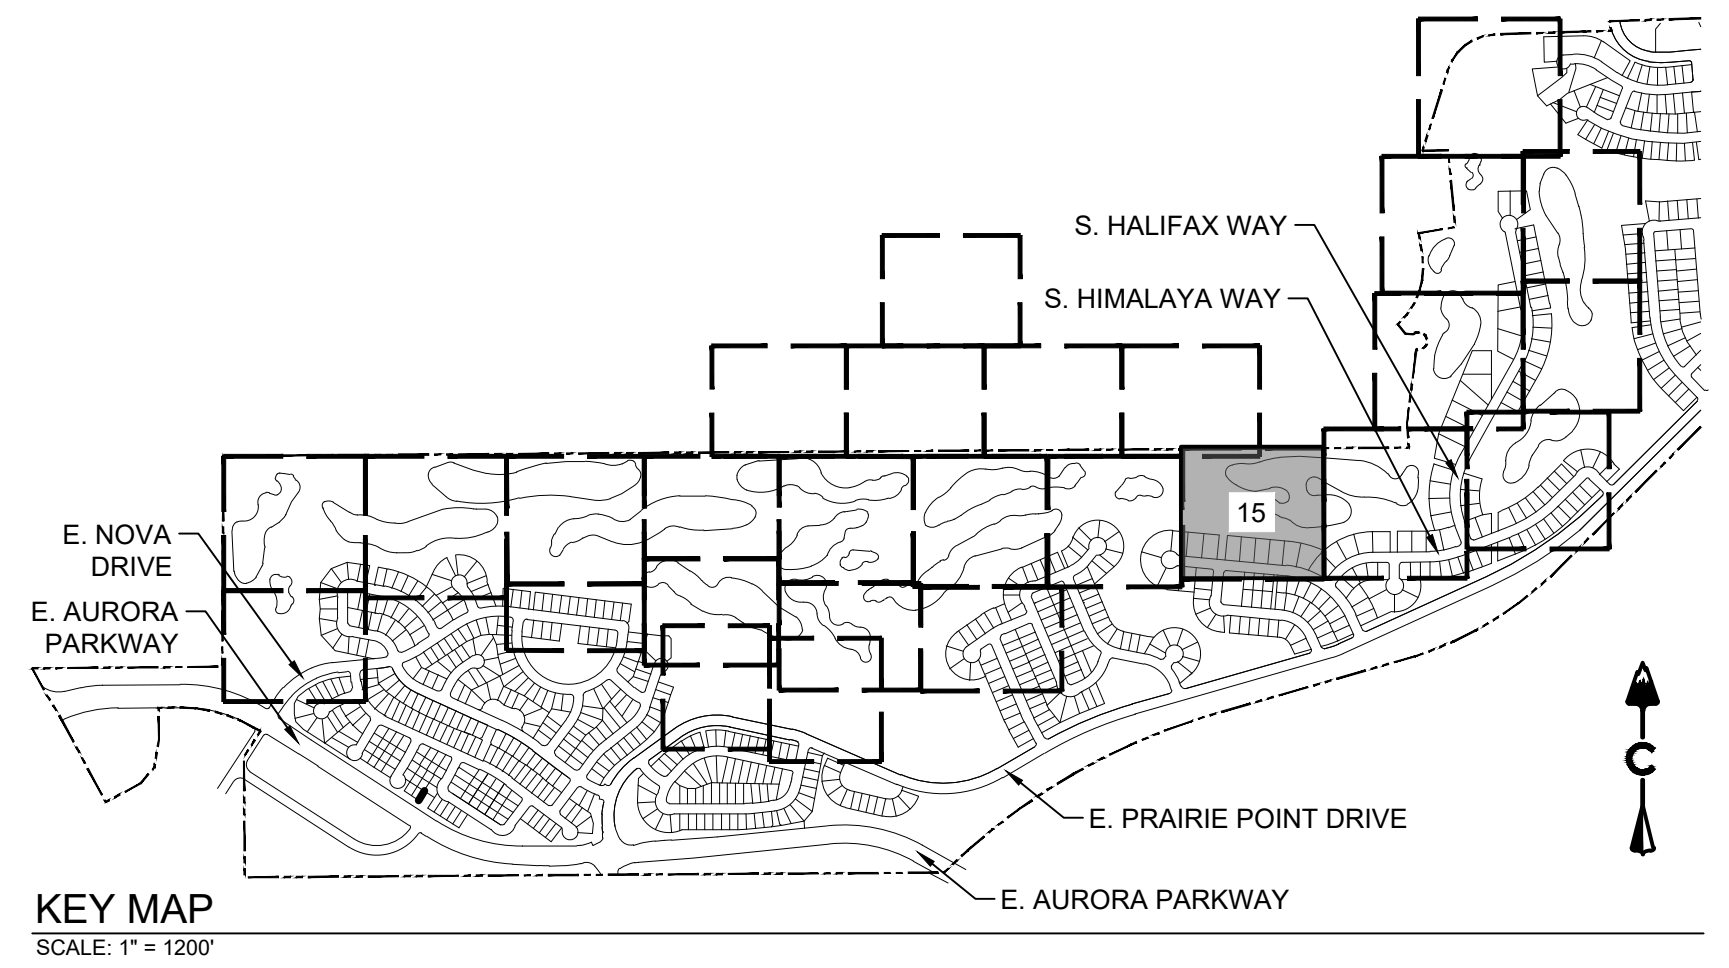 S. HALIFAX WAY
S. HIMALAYA WAY
15
E. NOVA
DRIVE
E. AURORA
PARKWAY
C
E. PRAIRIE POINT DRIVE
E. AURORA PARKWAY
KEY MAP
SCALE: 1" = 1200'